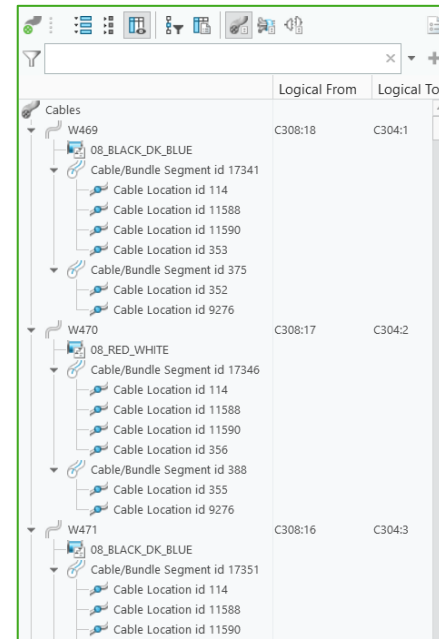 Logical From Logical To
Cables
W469 C308:18 C304:1
08_BLACK_DK_BLUE
Cable/Bundle Segment id 17341
Cable Location id 114
Cable Location id 11588
Cable Location id 11590
Cable Location id 353
Cable/Bundle Segment id 375
Cable Location id 352
Cable Location id 9276
W470 C308:17 C304:2
08_RED_WHITE
Cable/Bundle Segment id 17346
Cable Location id 114
Cable Location id 11588
Cable Location id 11590
Cable Location id 356
Cable/Bundle Segment id 388
Cable Location id 355
Cable Location id 9276
W471 C308:16 C304:3
08_BLACK_DK_BLUE
Cable/Bundle Segment id 17351
Cable Location id 114
Cable Location id 11588
Cable Location id 11590